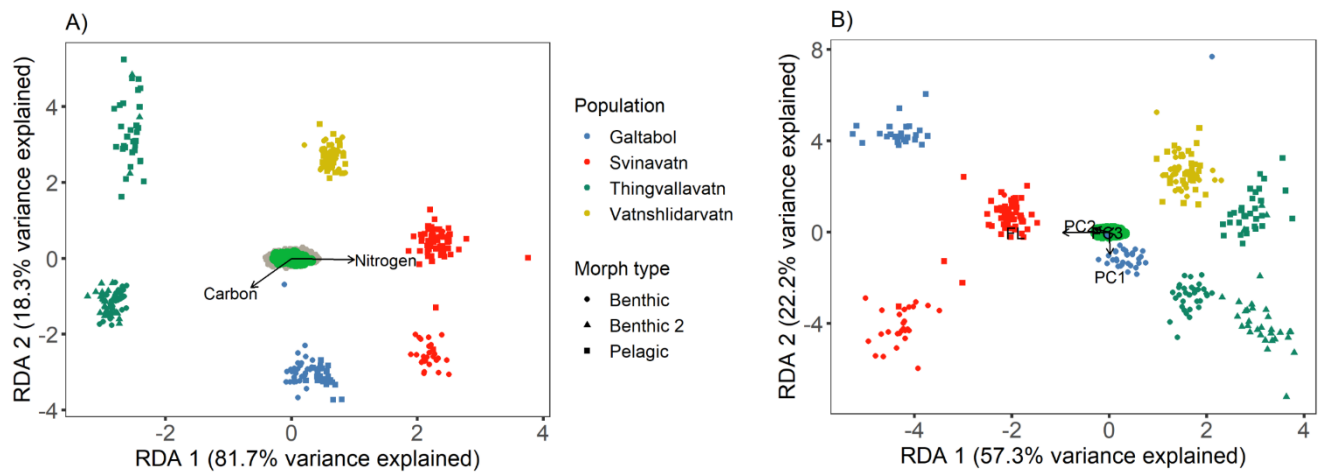 A)
RDA 2 (18.3% variance explained)
4
2
0
-2
-4
Nitrogen
Carbon
-2
0
2
4
RDA 1 (81.7% variance explained)
Population
Galtabol
Svinavatn
Thingvallavatn
Vatnshlidarvatn
Morph type
Benthic
Benthic 2
Pelagic
B)
RDA 2 (22.2% variance explained)
8
4
0
-4
FL
PC2
PC3
PC1
-4
-2
0
2
4
RDA 1 (57.3% variance explained)